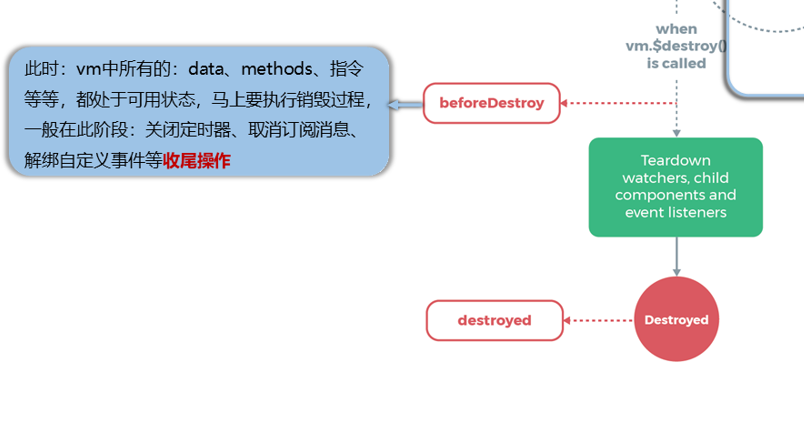 when
vm.$destroy()
is called
此时：vm中所有的：data、methods、指令
等等，都处于可用状态，马上要执行销毁过程，
一般在此阶段：关闭定时器、取消订阅消息、
解绑自定义事件等收尾操作
beforeDestroy
Teardown
watchers, child
components and
event listeners
destroyed
Destroyed